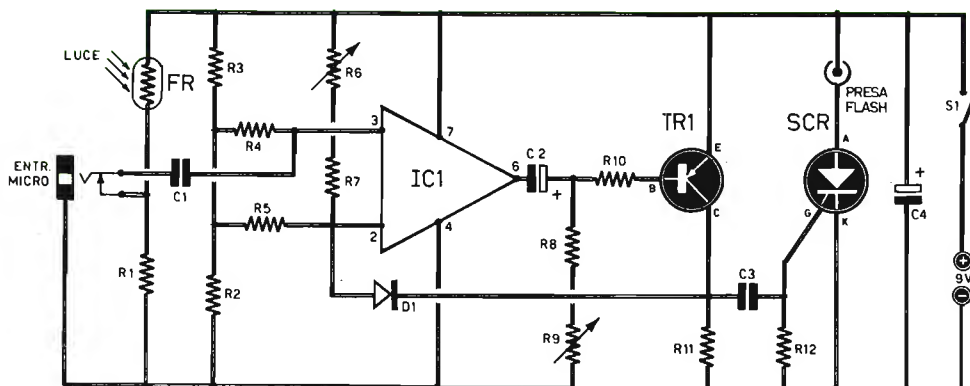 LUCE
FR
R3
R6
R4
3
7
PRESA
FLASH
S1
TR1
SCR
ENTR.
MICRO
C1
R7
IC1
6
C2
+
R10
E
B
C
A
G
K
+
C4
R5
2
4
R8
R1
R2
D1
C3
+
9V
-
R9
R11
R12